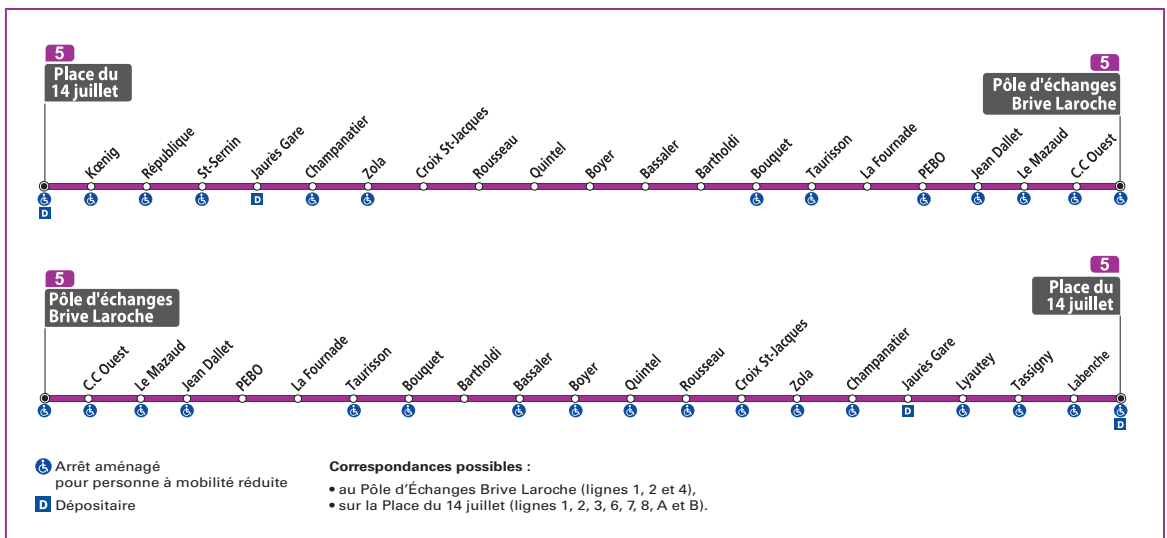 5
Place du
14 juillet
5
Pôle d'échanges
Brive Laroche
Kœnig
République
St-Sernin
Jaurès Gare
Champanatier
Zola
Croix St-Jacques
Rousseau
Quintel
Boyer
Bassaler
Bartholdi
Bouquet
Taurisson
La Fournade
PEBO
Jean Dallet
Le Mazaud
C.C Ouest
D
D
5
Pôle d'échanges
Brive Laroche
5
Place du
14 juillet
C.C Ouest
Le Mazaud
Jean Dallet
PEBO
La Fournade
Taurisson
Bouquet
Bartholdi
Bassaler
Boyer
Quintel
Rousseau
Croix St-Jacques
Zola
Champanatier
Jaurès Gare
Lyautey
Tassigny
Labenche
D
D
Arrêt aménagé
pour personne à mobilité réduite
D Dépositaire
Correspondances possibles :
• au Pôle d'Échanges Brive Laroche (lignes 1, 2 et 4),
• sur la Place du 14 juillet (lignes 1, 2, 3, 6, 7, 8, A et B).